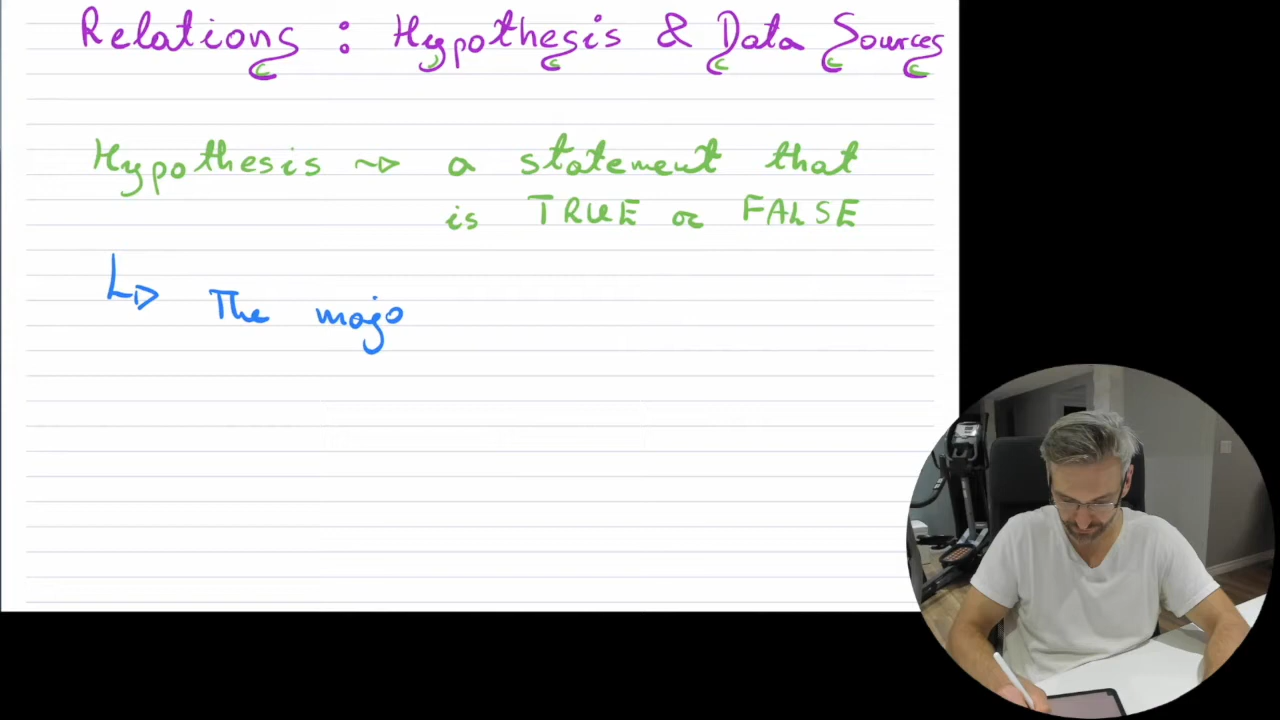 Relations : Hypothesis & Data Sources
Hypothesis ~▷ a statement that
is TRUE or FALSE
↳ The majo